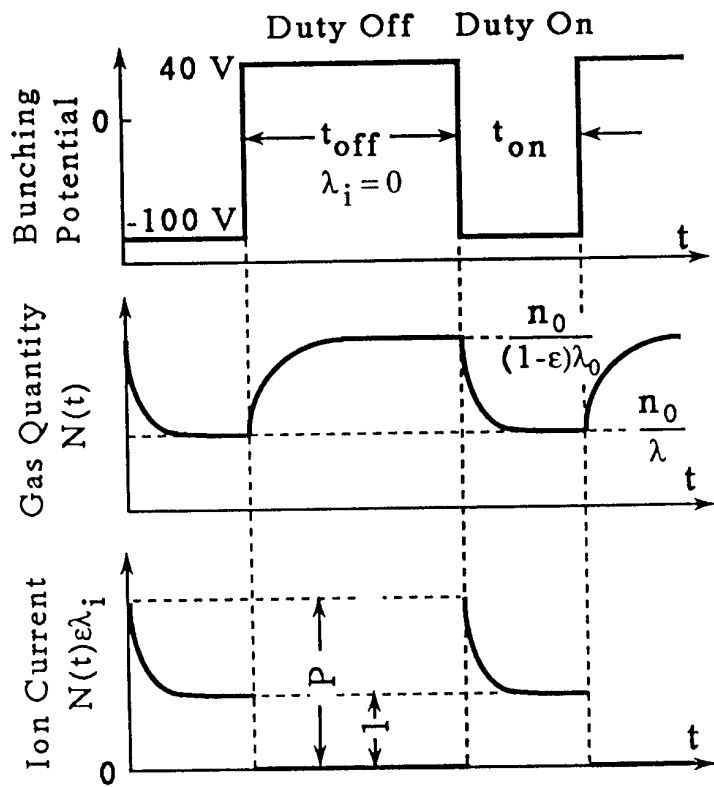 Duty Off Duty On
40 V
0
-100 V
Bunching
Potential
t_off
λ_i = 0
t_on
t
Gas Quantity
N(t)
n_0
(1-ε)λ_0
n_0
λ
t
Ion Current
N(t)ελ_i
P
1
0
t